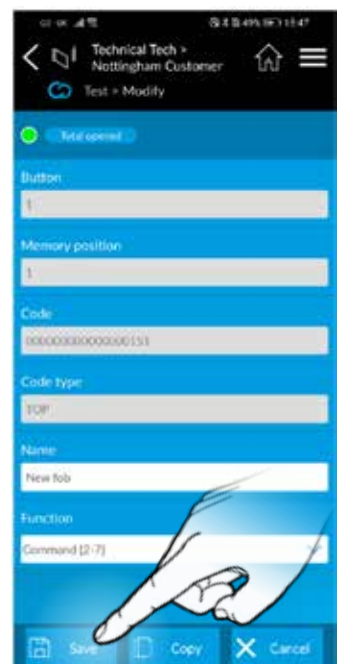 Technical Tech >
Nottingham Customer
Test > Modify
Total opened
Button
1
Memory position
1
Code
Code type
TOP
Name
New fob
Function
Command [2-7]
Save
Copy
Cancel